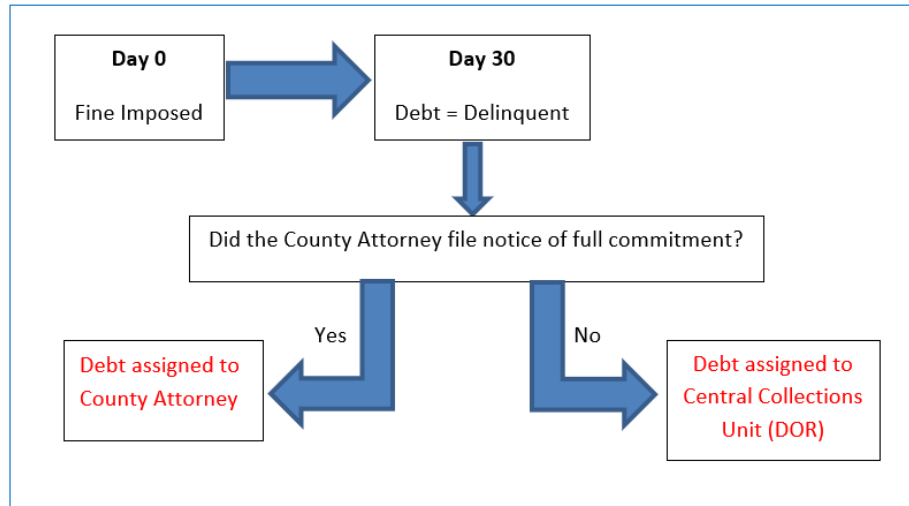 Day 0
Fine Imposed
Day 30
Debt = Delinquent
Did the County Attorney file notice of full commitment?
Yes
No
Debt assigned to
County Attorney
Debt assigned to
Central Collections
Unit (DOR)